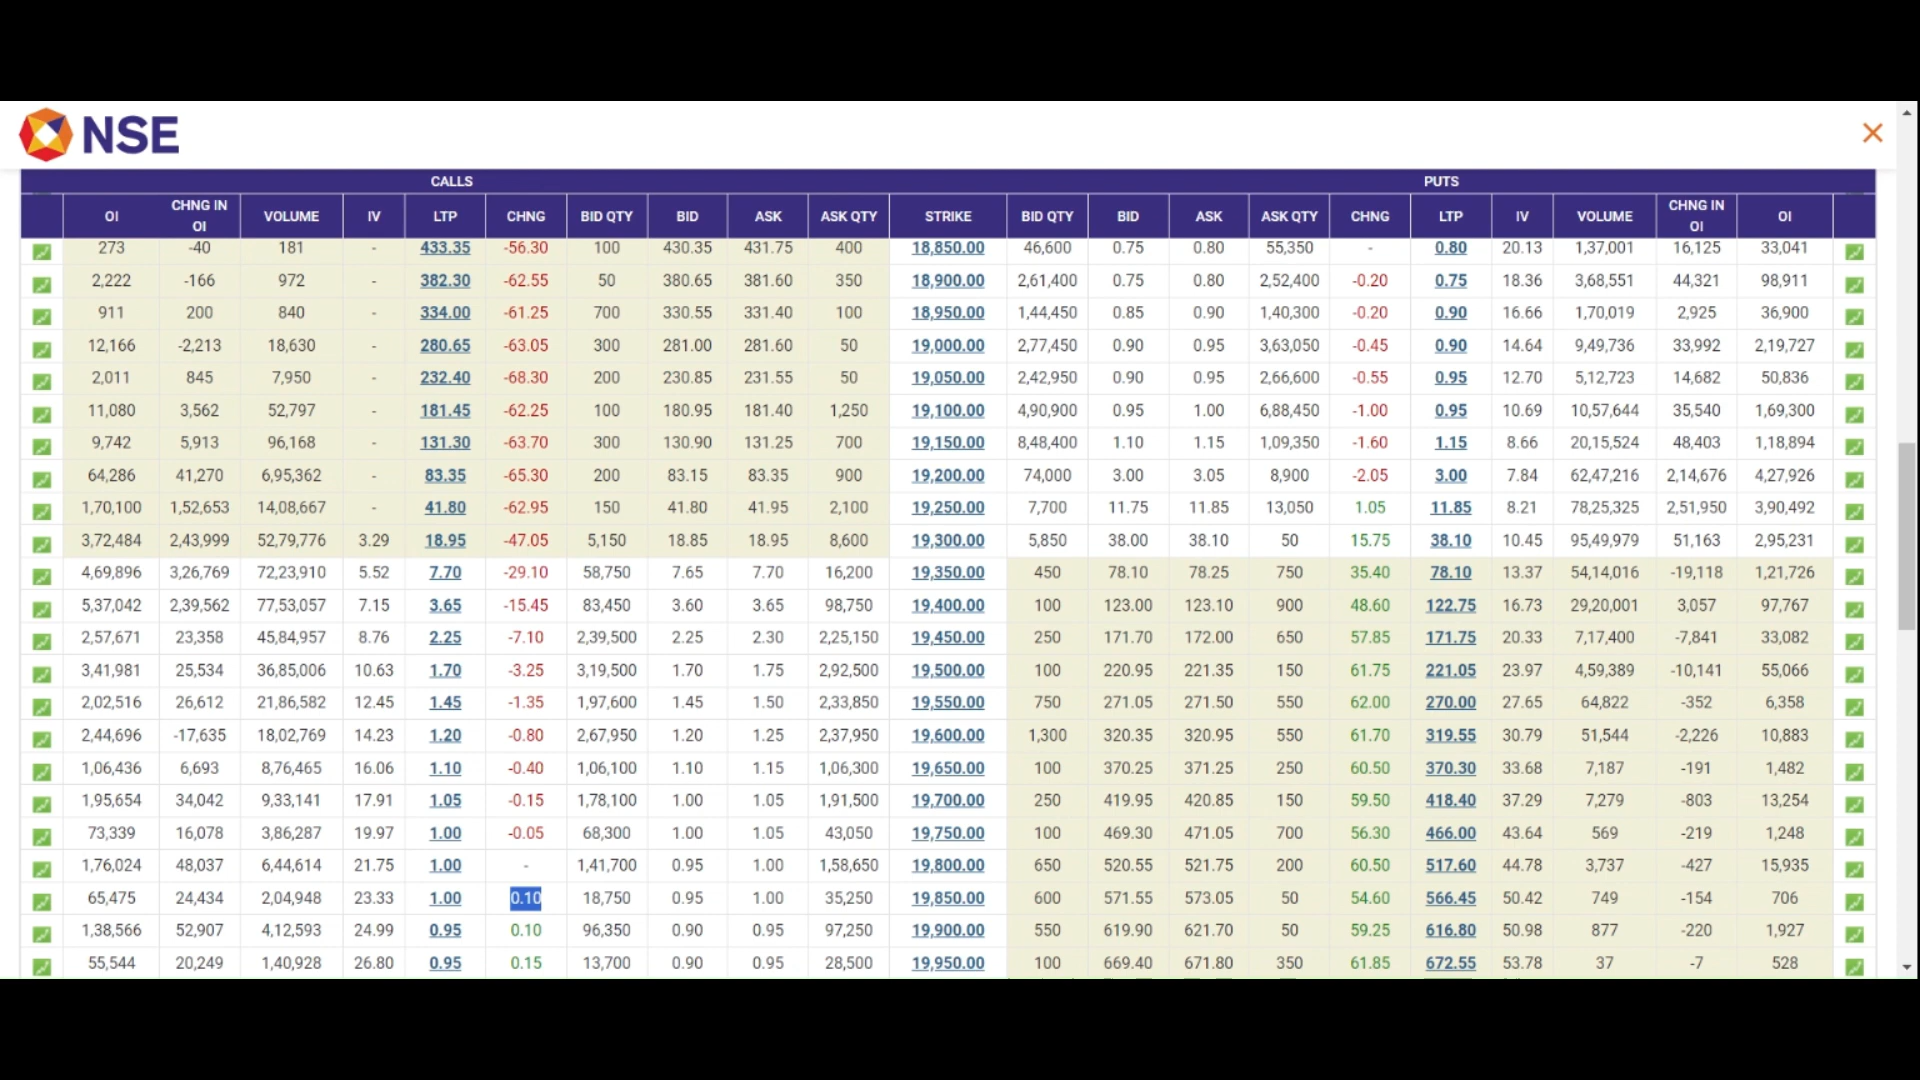 NSE
CALLS PUTS
OI CHNG IN OI VOLUME IV LTP CHNG BID QTY BID ASK ASK QTY STRIKE BID QTY BID ASK ASK QTY CHNG LTP IV VOLUME CHNG IN OI OI
273 -40 181 - 433.35 -56.30 100 430.35 431.75 400 18,850.00 46,600 0.75 0.80 55,350 - 0.80 20.13 1,37,001 16,125 33,041
2,222 -166 972 - 382.30 -62.55 50 380.65 381.60 350 18,900.00 2,61,400 0.75 0.80 2,52,400 -0.20 0.75 18.36 3,68,551 44,321 98,911
911 200 840 - 334.00 -61.25 700 330.55 331.40 100 18,950.00 1,44,450 0.85 0.90 1,40,300 -0.20 0.90 16.66 1,70,019 2,925 36,900
12,166 -2,213 18,630 - 280.65 -63.05 300 281.00 281.60 50 19,000.00 2,77,450 0.90 0.95 3,63,050 -0.45 0.90 14.64 9,49,736 33,992 2,19,727
2,011 845 7,950 - 232.40 -68.30 200 230.85 231.55 50 19,050.00 2,42,950 0.90 0.95 2,66,600 -0.55 0.95 12.70 5,12,723 14,682 50,836
11,080 3,562 52,797 - 181.45 -62.25 100 180.95 181.40 1,250 19,100.00 4,90,900 0.95 1.00 6,88,450 -1.00 0.95 10.69 10,57,644 35,540 1,69,300
9,742 5,913 96,168 - 131.30 -63.70 300 130.90 131.25 700 19,150.00 8,48,400 1.10 1.15 1,09,350 -1.60 1.15 8.66 20,15,524 48,403 1,18,894
64,286 41,270 6,95,362 - 83.35 -65.30 200 83.15 83.35 900 19,200.00 74,000 3.00 3.05 8,900 -2.05 3.00 7.84 62,47,216 2,14,676 4,27,926
1,70,100 1,52,653 14,08,667 - 41.80 -62.95 150 41.80 41.95 2,100 19,250.00 7,700 11.75 11.85 13,050 1.05 11.85 8.21 78,25,325 2,51,950 3,90,492
3,72,484 2,43,999 52,79,776 3.29 18.95 -47.05 5,150 18.85 18.95 8,600 19,300.00 5,850 38.00 38.10 50 15.75 38.10 10.45 95,49,979 51,163 2,95,231
4,69,896 3,26,769 72,23,910 5.52 7.70 -29.10 58,750 7.65 7.70 16,200 19,350.00 450 78.10 78.25 750 35.40 78.10 13.37 54,14,016 -19,118 1,21,726
5,37,042 2,39,562 77,53,057 7.15 3.65 -15.45 83,450 3.60 3.65 98,750 19,400.00 100 123.00 123.10 900 48.60 122.75 16.73 29,20,001 3,057 97,767
2,57,671 23,358 45,84,957 8.76 2.25 -7.10 2,39,500 2.25 2.30 2,25,150 19,450.00 250 171.70 172.00 650 57.85 171.75 20.33 7,17,400 -7,841 33,082
3,41,981 25,534 36,85,006 10.63 1.70 -3.25 3,19,500 1.70 1.75 2,92,500 19,500.00 100 220.95 221.35 150 61.75 221.05 23.97 4,59,389 -10,141 55,066
2,02,516 26,612 21,86,582 12.45 1.45 -1.35 1,97,600 1.45 1.50 2,33,850 19,550.00 750 271.05 271.50 550 62.00 270.00 27.65 64,822 -352 6,358
2,44,696 -17,635 18,02,769 14.23 1.20 -0.80 2,67,950 1.20 1.25 2,37,950 19,600.00 1,300 320.35 320.95 550 61.70 319.55 30.79 51,544 -2,226 10,883
1,06,436 6,693 8,76,465 16.06 1.10 -0.40 1,06,100 1.10 1.15 1,06,300 19,650.00 100 370.25 371.25 250 60.50 370.30 33.68 7,187 -191 1,482
1,95,654 34,042 9,33,141 17.91 1.05 -0.15 1,78,100 1.00 1.05 1,91,500 19,700.00 250 419.95 420.85 150 59.50 418.40 37.29 7,279 -803 13,254
73,339 16,078 3,86,287 19.97 1.00 -0.05 68,300 1.00 1.05 43,050 19,750.00 100 469.30 471.05 700 56.30 466.00 43.64 569 -219 1,248
1,76,024 48,037 6,44,614 21.75 1.00 - 1,41,700 0.95 1.00 1,58,650 19,800.00 650 520.55 521.75 200 60.50 517.60 44.78 3,737 -427 15,935
65,475 24,434 2,04,948 23.33 1.00 0.10 18,750 0.95 1.00 35,250 19,850.00 600 571.55 573.05 50 54.60 566.45 50.42 749 -154 706
1,38,566 52,907 4,12,593 24.99 0.95 0.10 96,350 0.90 0.95 97,250 19,900.00 550 619.90 621.70 50 59.25 616.80 50.98 877 -220 1,927
55,544 20,249 1,40,928 26.80 0.95 0.15 13,700 0.90 0.95 28,500 19,950.00 100 669.40 671.80 350 61.85 672.55 53.78 37 -7 528